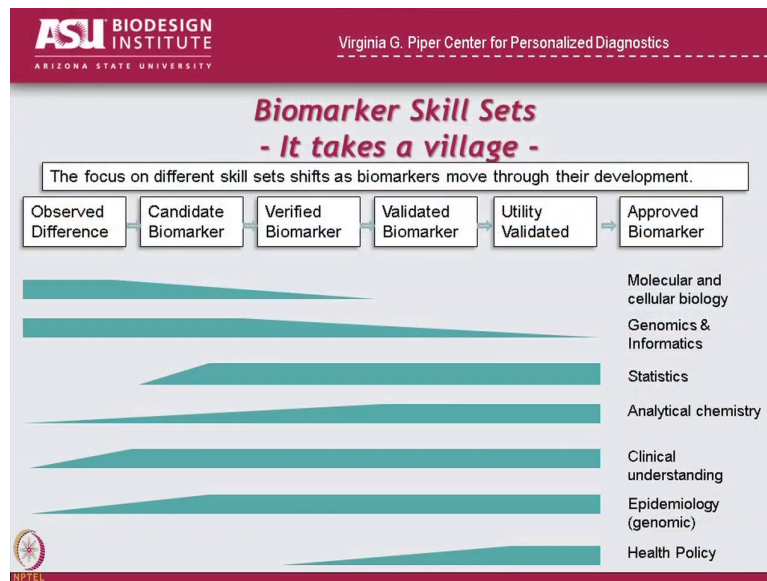 ASU BIODESIGN
INSTITUTE
ARIZONA STATE UNIVERSITY
Virginia G. Piper Center for Personalized Diagnostics
Biomarker Skill Sets
- It takes a village -
The focus on different skill sets shifts as biomarkers move through their development.
Observed
Difference
Candidate
Biomarker
Verified
Biomarker
Validated
Biomarker
Utility
Validated
Approved
Biomarker
Molecular and
cellular biology
Genomics &
Informatics
Statistics
Analytical chemistry
Clinical
understanding
Epidemiology
(genomic)
Health Policy
NPTEL